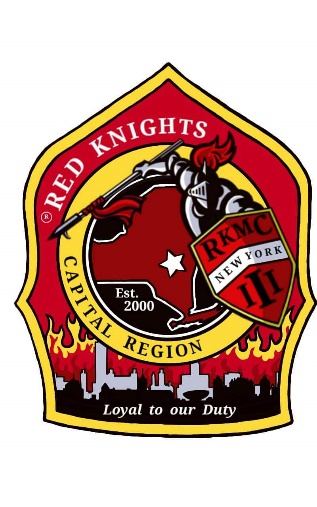 ® RED KNIGHTS
RKMC
NEW YORK
III
Est.
2000
CAPITAL REGION
Loyal to our Duty